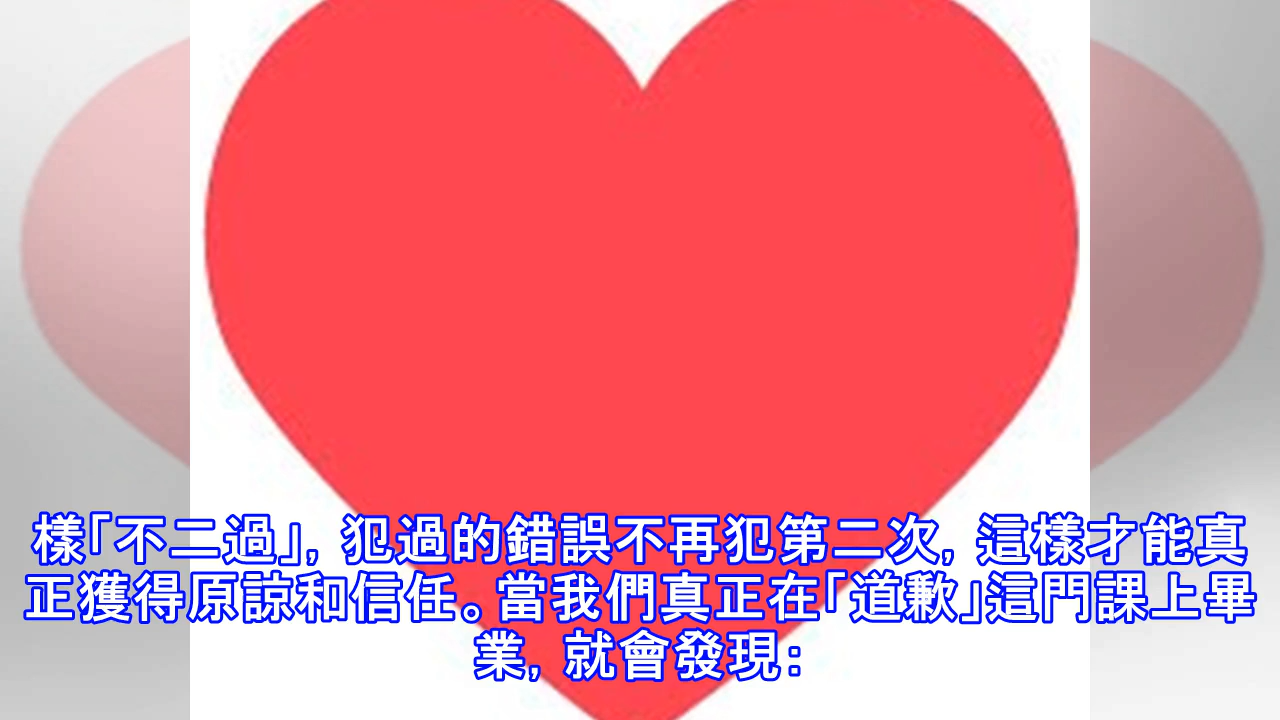 樣「不二過」, 犯過的錯誤不再犯第二次, 這樣才能真
正獲得原諒和信任。當我們真正在「道歉」這門課上畢
業, 就會發現: